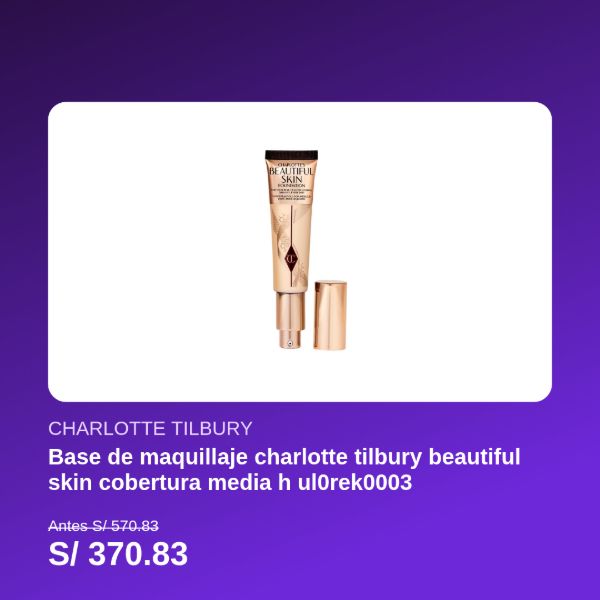 CHARLOTTE'S
BEAUTIFUL
SKIN
FOUNDATION
CHARLOTTE TILBURY
Base de maquillaje charlotte tilbury beautiful
skin cobertura media h ul0rek0003
Antes S/ 570.83
S/ 370.83